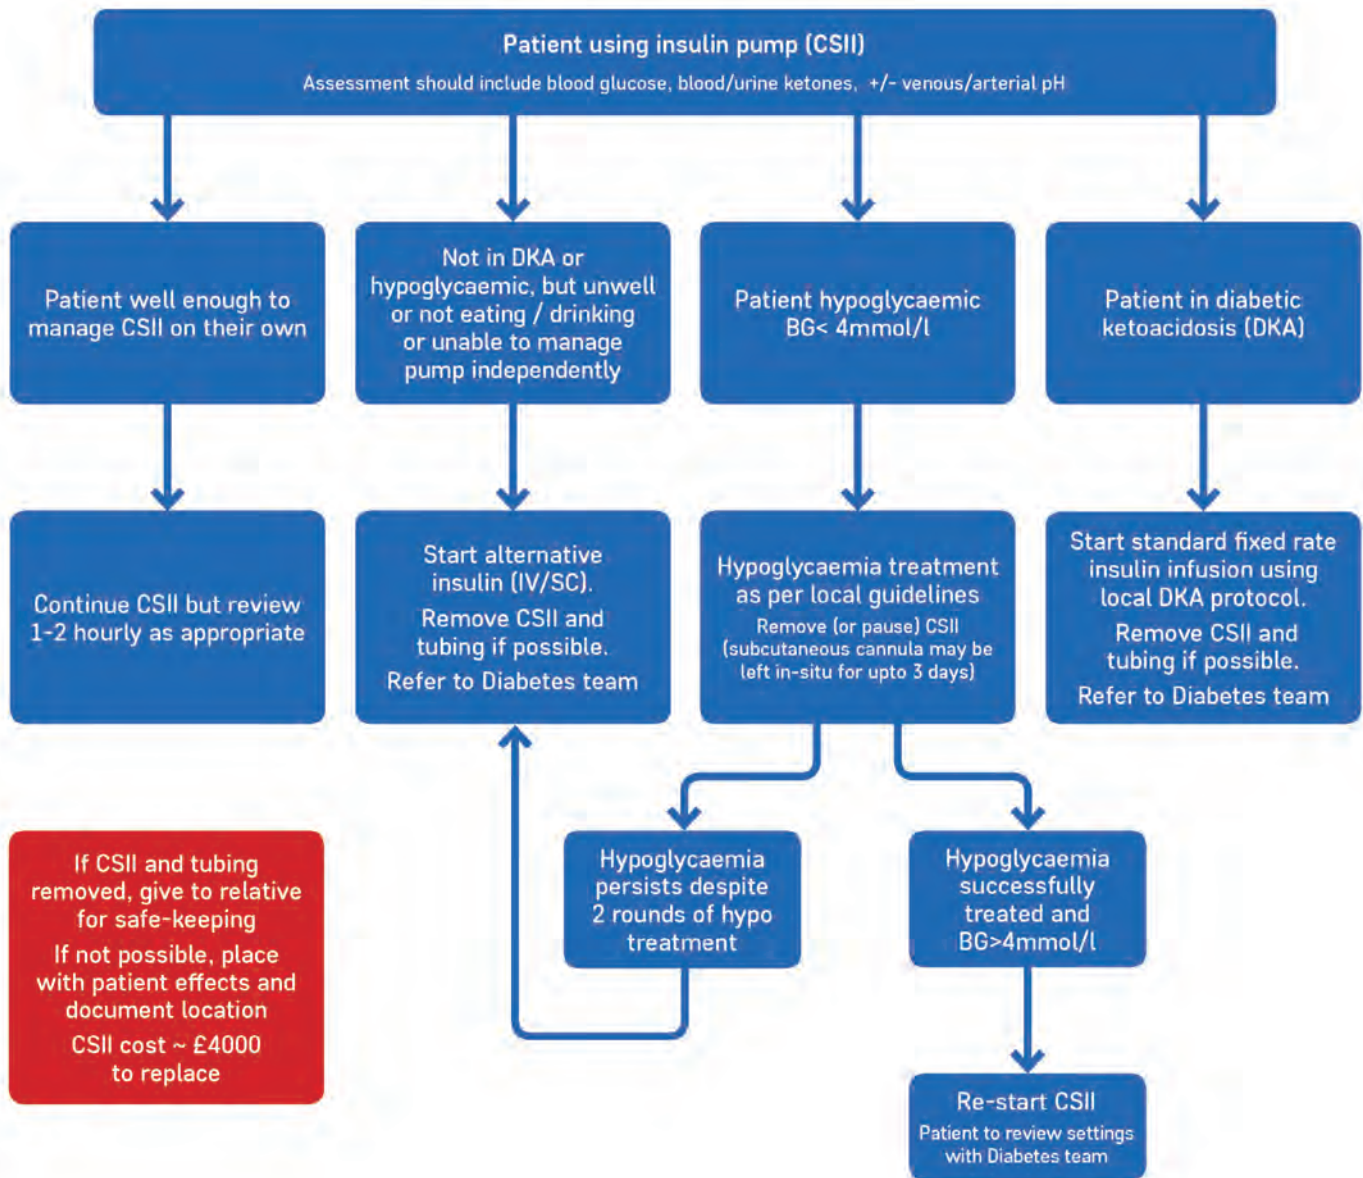 Patient using insulin pump (CSII)
Assessment should include blood glucose, blood/urine ketones, +/- venous/arterial pH
Patient well enough to
manage CSII on their own
Not in DKA or
hypoglycaemic, but unwell
or not eating / drinking
or unable to manage
pump independently
Patient hypoglycaemic
BG< 4mmol/l
Patient in diabetic
ketoacidosis (DKA)
Continue CSII but review
1-2 hourly as appropriate
Start alternative
insulin (IV/SC).
Remove CSII and
tubing if possible.
Refer to Diabetes team
Hypoglycaemia treatment
as per local guidelines
Remove (or pause) CSII
(subcutaneous cannula may be
left in-situ for upto 3 days)
Start standard fixed rate
insulin infusion using
local DKA protocol.
Remove CSII and
tubing if possible.
Refer to Diabetes team
If CSII and tubing
removed, give to relative
for safe-keeping
If not possible, place
with patient effects and
document location
CSII cost ~ £4000
to replace
Hypoglycaemia
persists despite
2 rounds of hypo
treatment
Hypoglycaemia
successfully
treated and
BG>4mmol/l
Re-start CSII
Patient to review settings
with Diabetes team